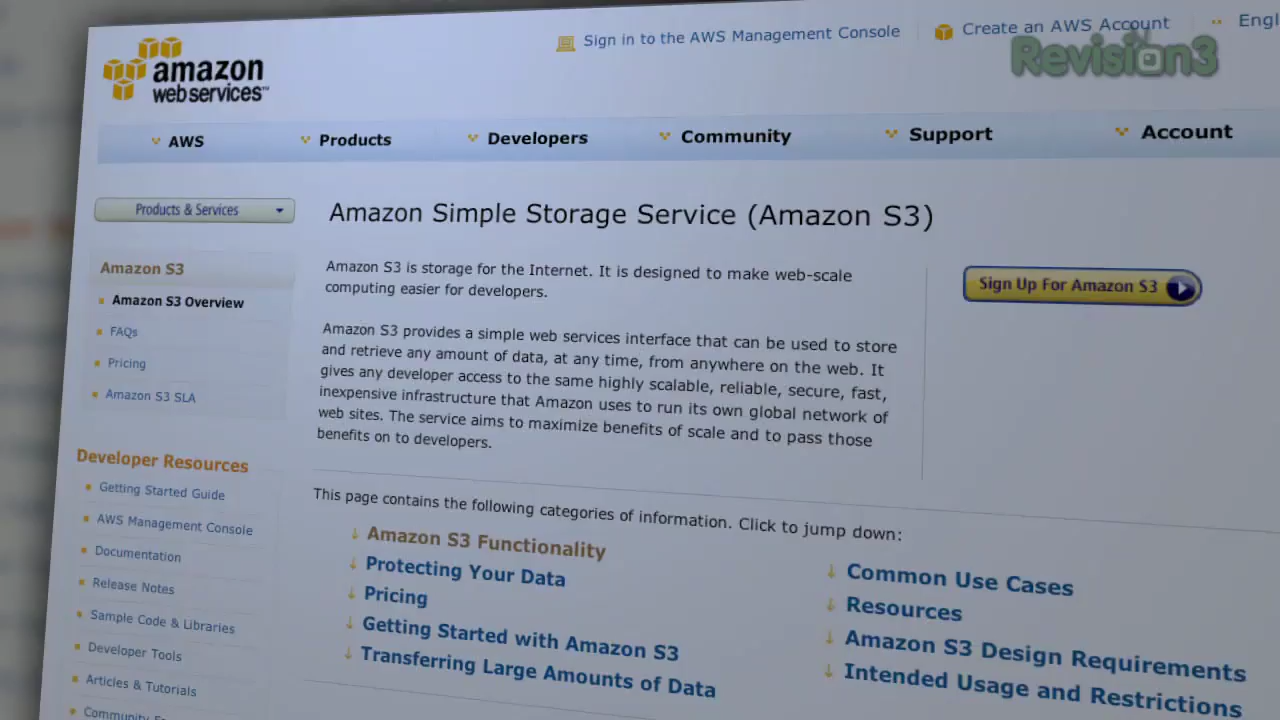 Sign in to the AWS Management Console
Create an AWS Account
Engl
Revision3
amazon
webservices™
AWS
Products
Developers
Community
Support
Account
Products & Services
Amazon Simple Storage Service (Amazon S3)
Amazon S3
Amazon S3 Overview
FAQs
Pricing
Amazon S3 SLA
Amazon S3 is storage for the Internet. It is designed to make web-scale
computing easier for developers.
Sign Up For Amazon S3
Amazon S3 provides a simple web services interface that can be used to store
and retrieve any amount of data, at any time, from anywhere on the web. It
gives any developer access to the same highly scalable, reliable, secure, fast,
inexpensive infrastructure that Amazon uses to run its own global network of
web sites. The service aims to maximize benefits of scale and to pass those
benefits on to developers.
Developer Resources
Getting Started Guide
AWS Management Console
Documentation
Release Notes
Sample Code & Libraries
Developer Tools
Articles & Tutorials
Community
This page contains the following categories of information. Click to jump down:
Amazon S3 Functionality
Protecting Your Data
Pricing
Getting Started with Amazon S3
Transferring Large Amounts of Data
Common Use Cases
Resources
Amazon S3 Design Requirements
Intended Usage and Restrictions